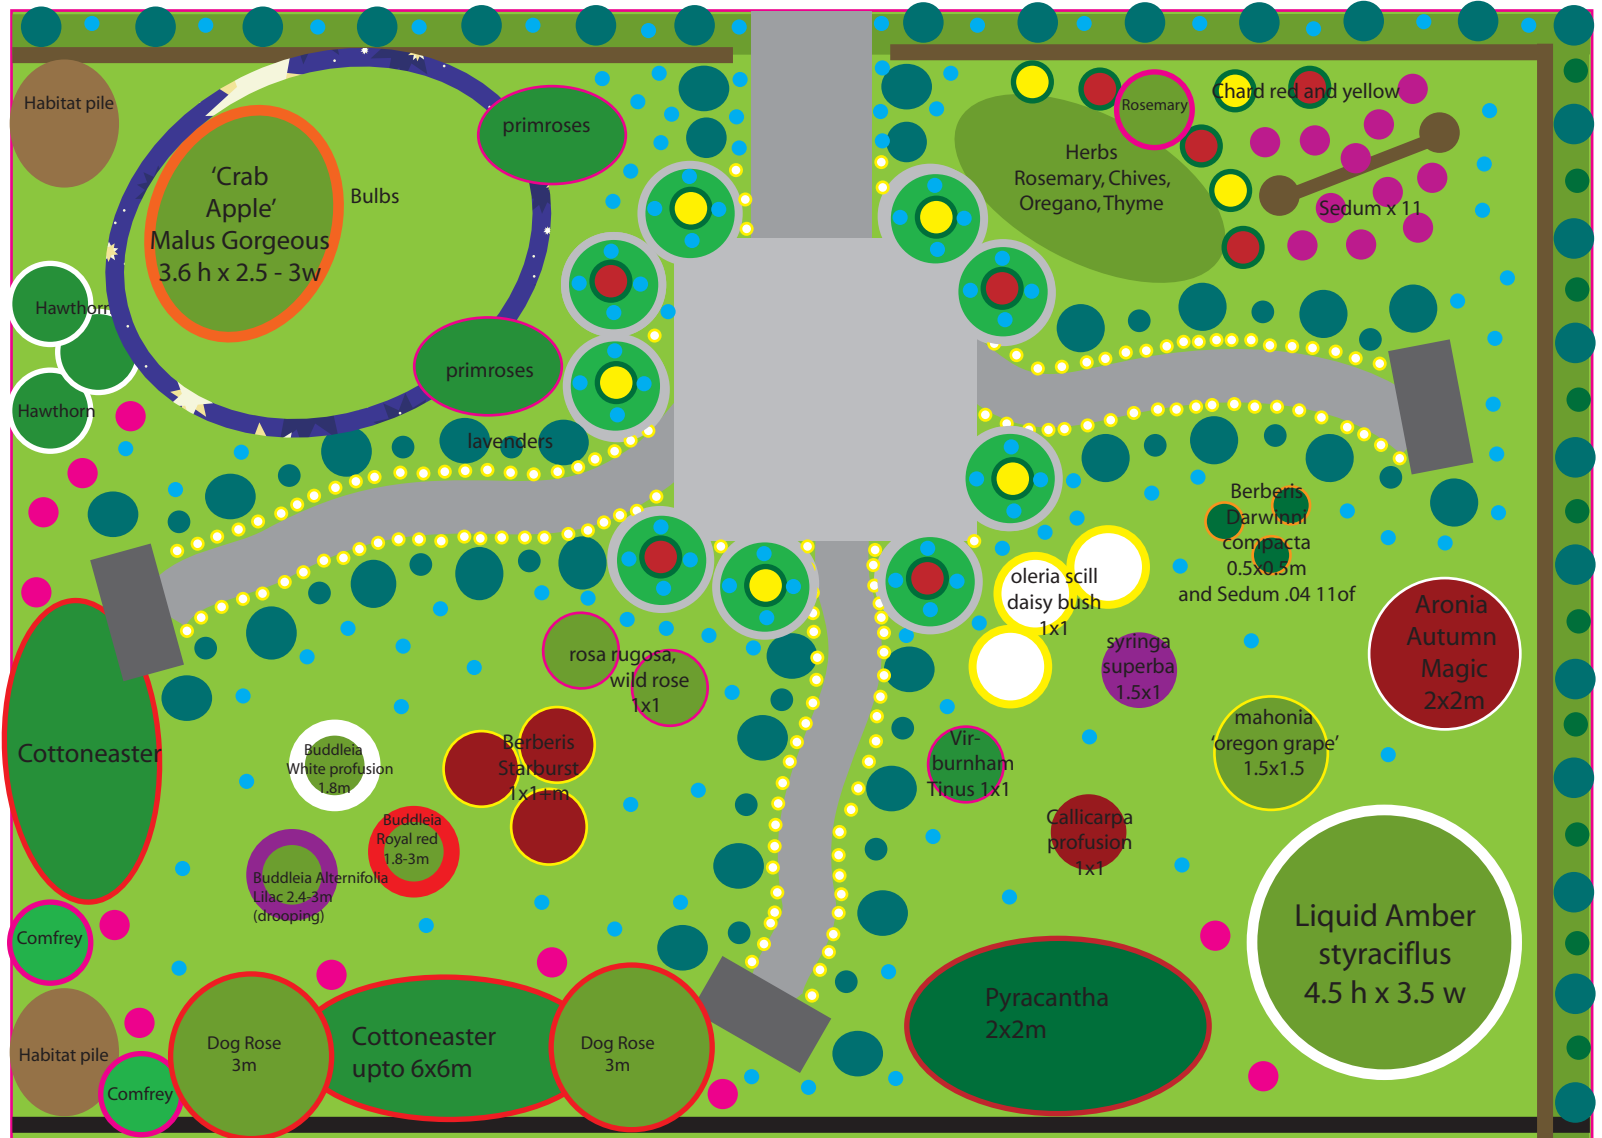 Habitat pile
'Crab
Apple'
Malus Gorgeous
3.6 h x 2.5 - 3w
Bulbs
primroses
primroses
Hawthorn
Hawthorn
lavenders
Herbs
Rosemary, Chives,
Oregano, Thyme
Rosemary
Chard red and yellow
Sedum x 11
Berberis
Darwinni
compacta
0.5x0.5m
and Sedum .04 11of
oleria scill
daisy bush
1x1
syringa
superba
1.5x1
Aronia
Autumn
Magic
2x2m
mahonia
'oregon grape'
1.5x1.5
Vir-
burnham
Tinus 1x1
Callicarpa
profusion
1x1
Liquid Amber
styraciflus
4.5 h x 3.5 w
Pyracantha
2x2m
rosa rugosa,
wild rose
1x1
Berberis
Starburst
1x1+m
Buddleia
White profusion
1.8m
Buddleia
Royal red
1.8-3m
Buddleia Alternifolia
Lilac 2.4-3m
(drooping)
Cottoneaster
Comfrey
Habitat pile
Comfrey
Dog Rose
3m
Cottoneaster
upto 6x6m
Dog Rose
3m